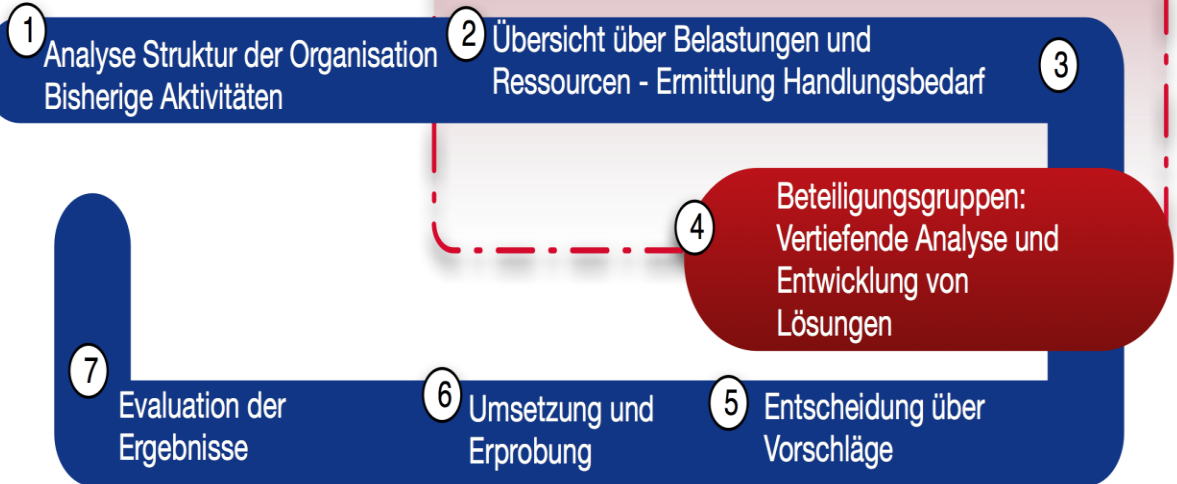 1
Analyse Struktur der Organisation
Bisherige Aktivitäten
2
Übersicht über Belastungen und
Ressourcen - Ermittlung Handlungsbedarf
3
4
Beteiligungsgruppen:
Vertiefende Analyse und
Entwicklung von
Lösungen
5
Entscheidung über
Vorschläge
6
Umsetzung und
Erprobung
7
Evaluation der
Ergebnisse